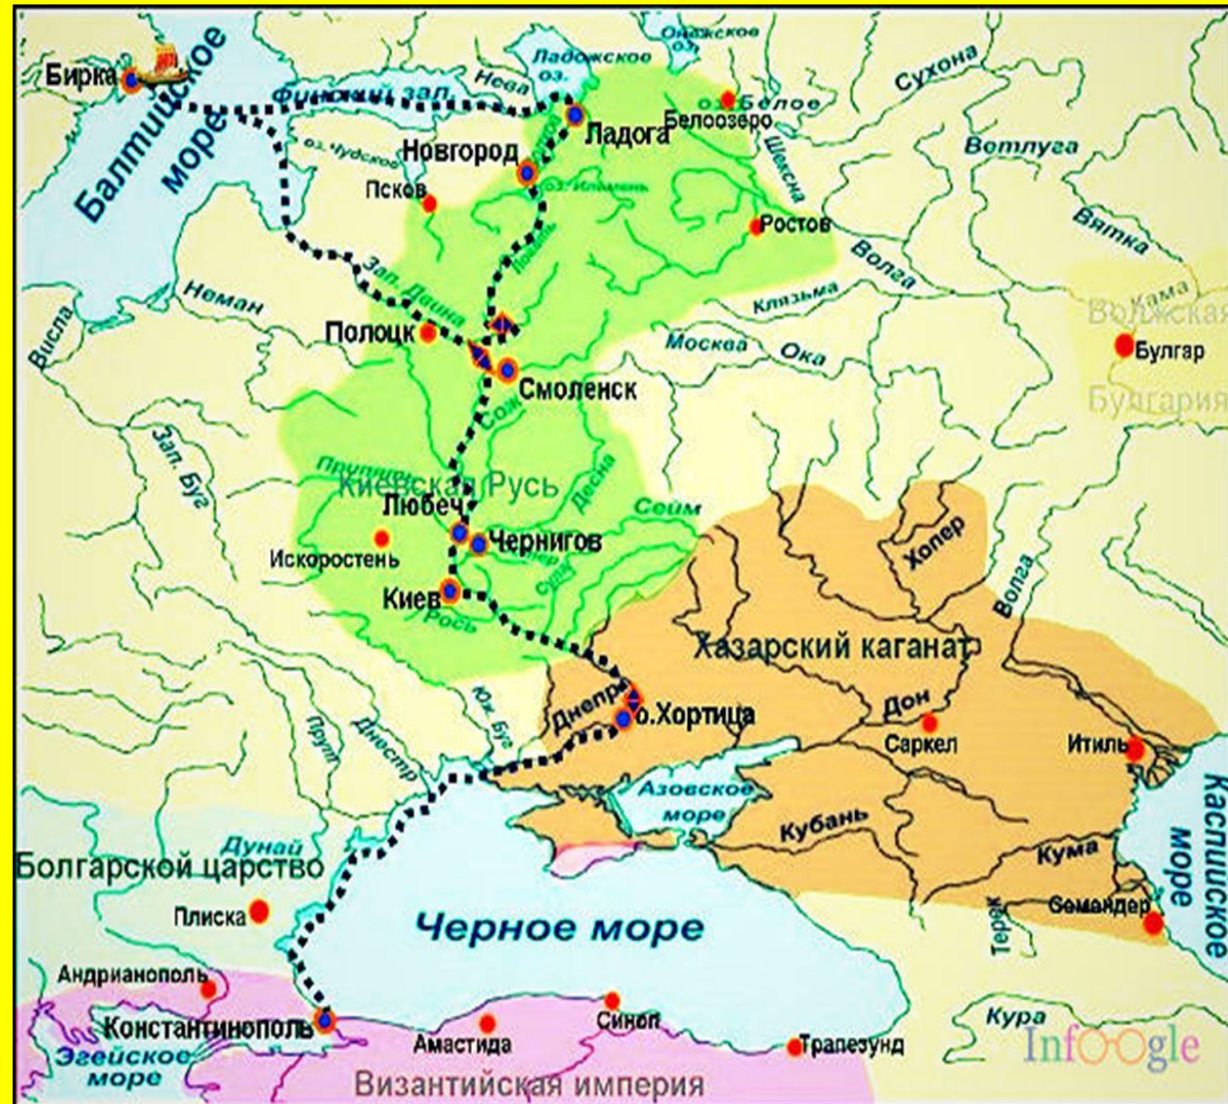 Онежское
оз.
Ладожское
оз.
Сухона
Бирка
Нева
Финский зал.
оз. Белое
Белоозеро
Ладога
Балтийское
море
Новгород
оз. Чудское
Псков
оз. Ильмень
Шексна
Ветлуга
Вятка
Ростов
Волга
Ловать
Зап. Двина
Неман
Висла
Клязьма
Кама
Волжская
Булгар
Булгария
Полоцк
Москва
Ока
Смоленск
Сож
Зап. Буг
Припять
Киевская Русь
Десна
Сейм
Любеч
Чернигов
Искоростень
Сула
Киев
Рось
Хопер
Волга
Хазарский каганат
Днепр
о.Хортица
Юж. Буг
Днестр
Прут
Дон
Саркел
Итиль
Азовское
море
Кубань
Кума
Каспийское
море
Дунай
Болгарской царство
Плиска
Черное море
Семендер
Терек
Андрианополь
Константинополь
Эгейское
море
Амастида
Синоп
Трапезунд
Кура
Византийская империя
InfOOgle